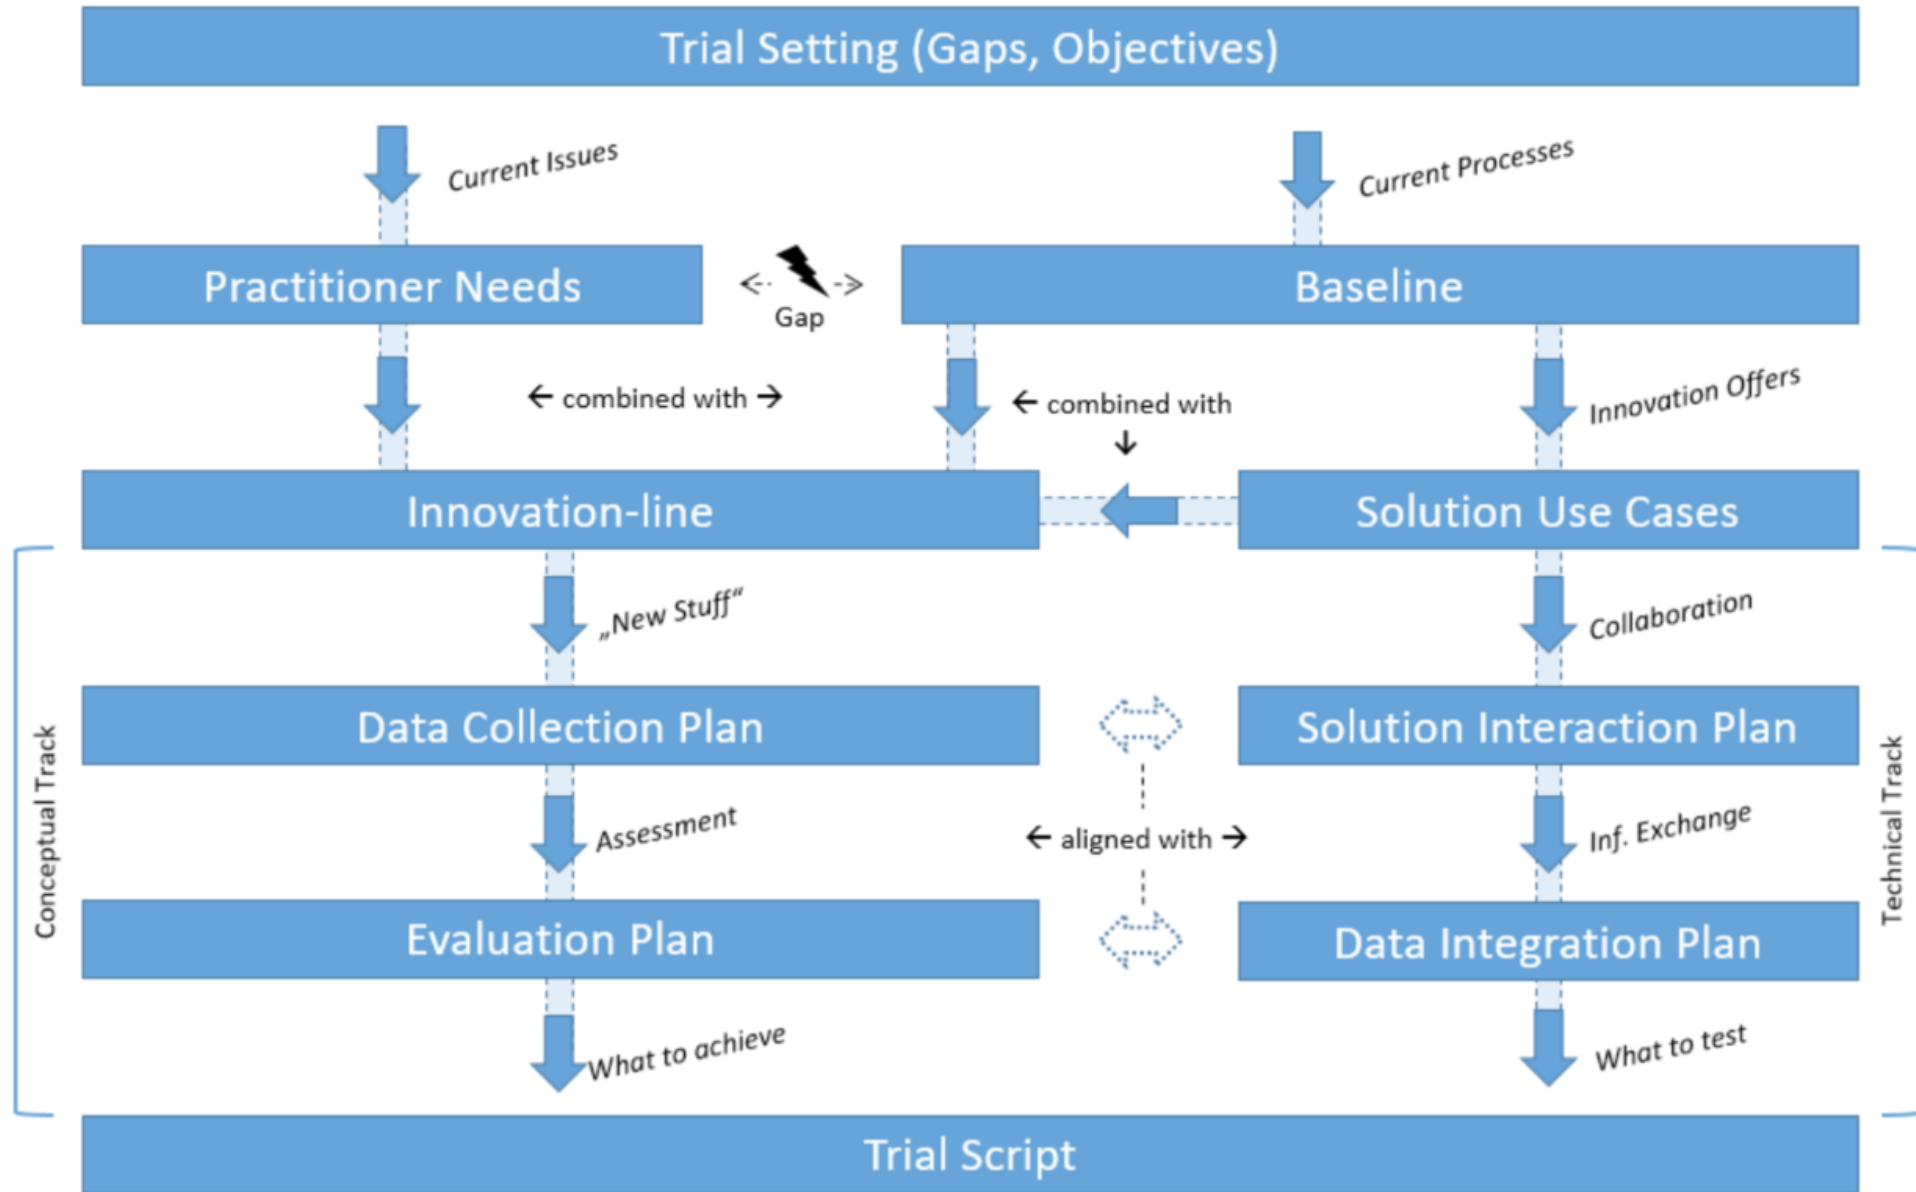 Trial Setting (Gaps, Objectives)
Current Issues
Current Processes
Practitioner Needs
Gap
Baseline
← combined with →
← combined with
↓
Innovation Offers
Innovation-line
Solution Use Cases
„New Stuff“
Collaboration
Data Collection Plan
Solution Interaction Plan
Conceptual Track
Technical Track
Assessment
← aligned with →
Inf. Exchange
Evaluation Plan
Data Integration Plan
What to achieve
What to test
Trial Script